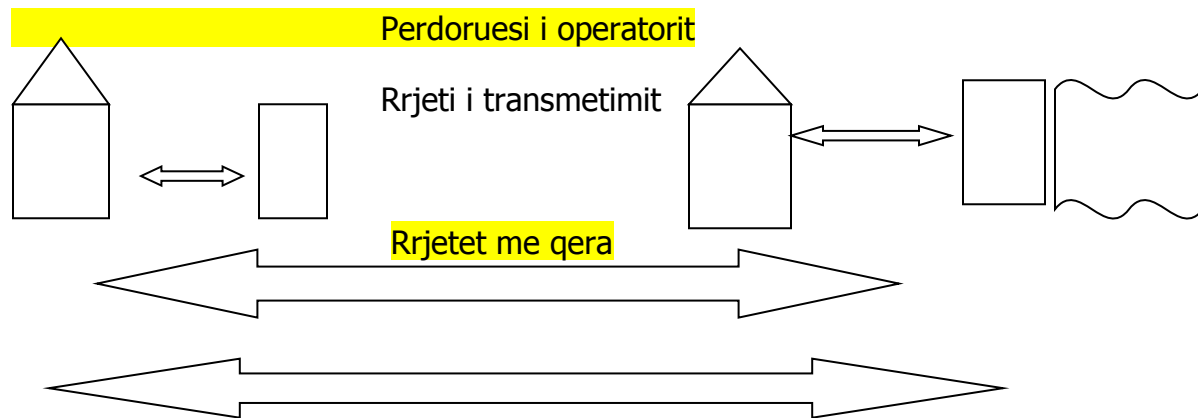 Perdoruesi i operatorit
Rrjeti i transmetimit
Rrjetet me qera